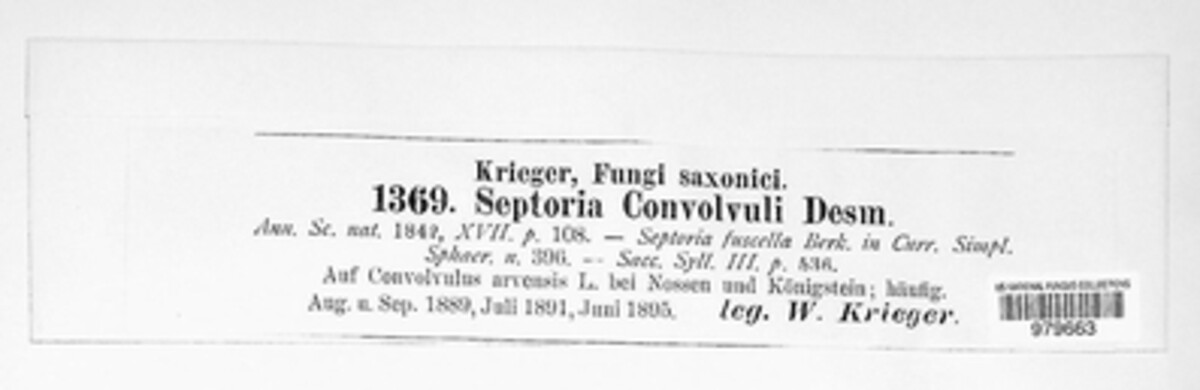 Krieger, Fungi saxonici.
1369. Septoria Convolvuli Desm.
Ann. Sc. nat. 1842, XVII. p. 108. — Septoria fuscella Berk. in Curr. Simpl.
Sphaer. n. 396. — Sacc. Syll. III. p. 536.
Auf Convolvulus arvensis L. bei Nossen und Königstein; häufig.
Aug. u. Sep. 1889, Juli 1891, Juni 1895. leg. W. Krieger.
US NATIONAL FUNGUS COLLECTIONS
979663